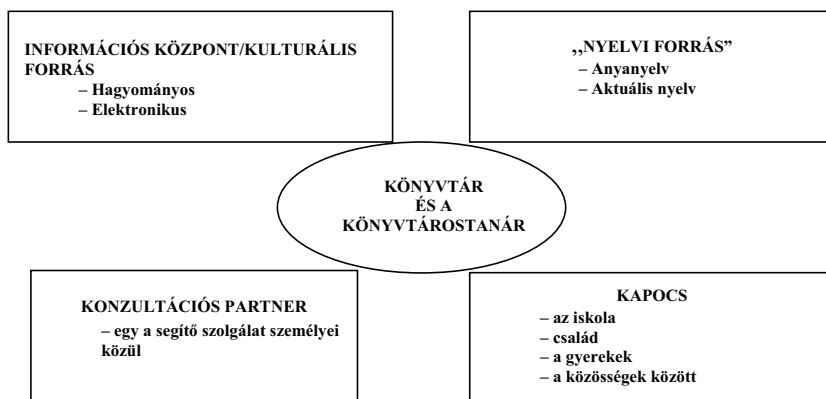 INFORMÁCIÓS KÖZPONT/KULTURÁLIS
FORRÁS
– Hagyományos
– Elektronikus
,,NYELVI FORRÁS”
– Anyanyelv
– Aktuális nyelv
KÖNYVTÁR
ÉS A
KÖNYVTÁROSTANÁR
KONZULTÁCIÓS PARTNER
– egy a segítő szolgálat személyei
közül
KAPOCS
– az iskola
– család
– a gyerekek
– a közösségek között